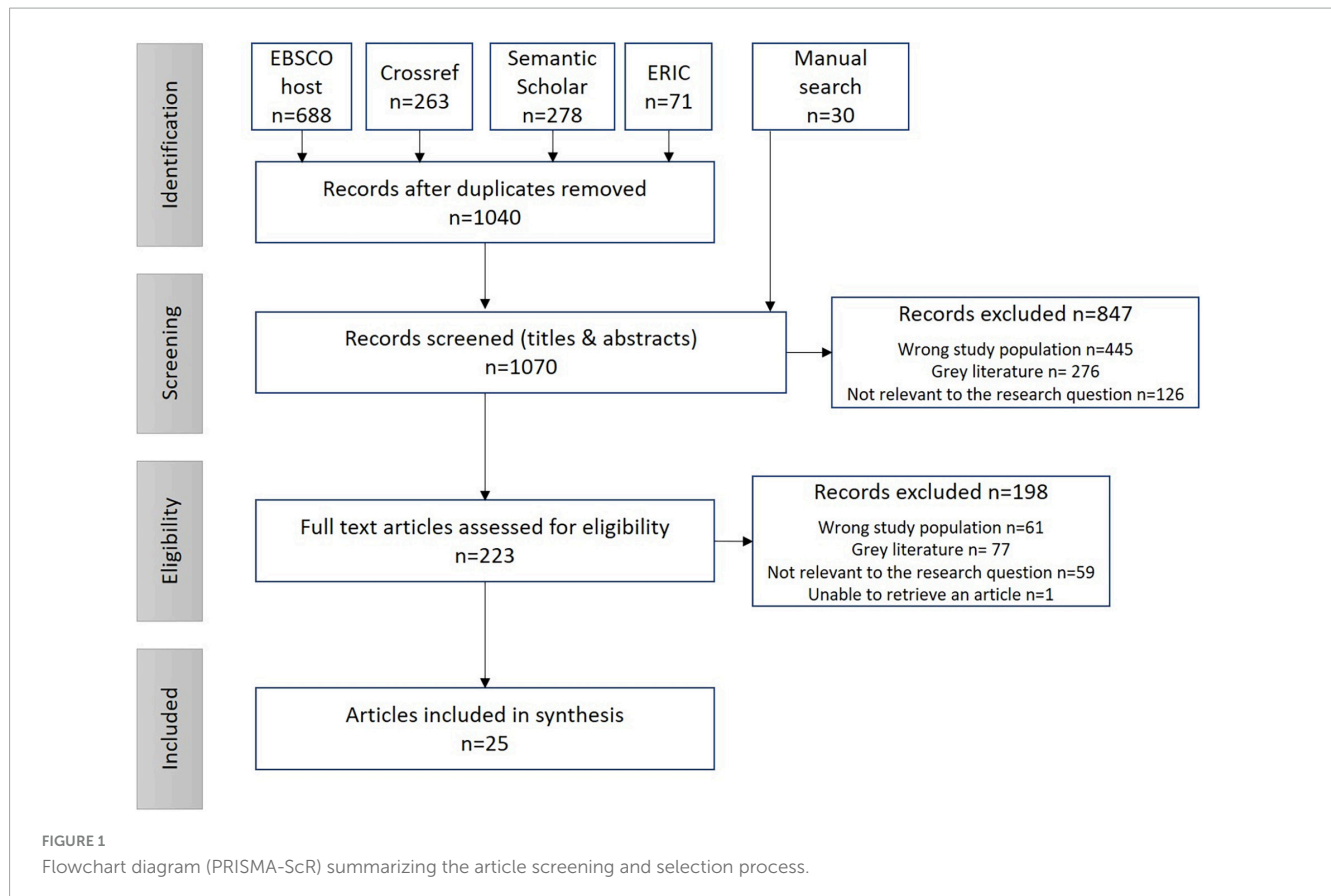 Identification
EBSCO
host
n=688
Crossref
n=263
Semantic
Scholar
n=278
ERIC
n=71
Manual
search
n=30
Records after duplicates removed
n=1040
Screening
Records screened (titles & abstracts)
n=1070
Records excluded n=847
Wrong study population n=445
Grey literature n= 276
Not relevant to the research question n=126
Eligibility
Full text articles assessed for eligibility
n=223
Records excluded n=198
Wrong study population n=61
Grey literature n= 77
Not relevant to the research question n=59
Unable to retrieve an article n=1
Included
Articles included in synthesis
n=25
FIGURE 1
Flowchart diagram (PRISMA-ScR) summarizing the article screening and selection process.